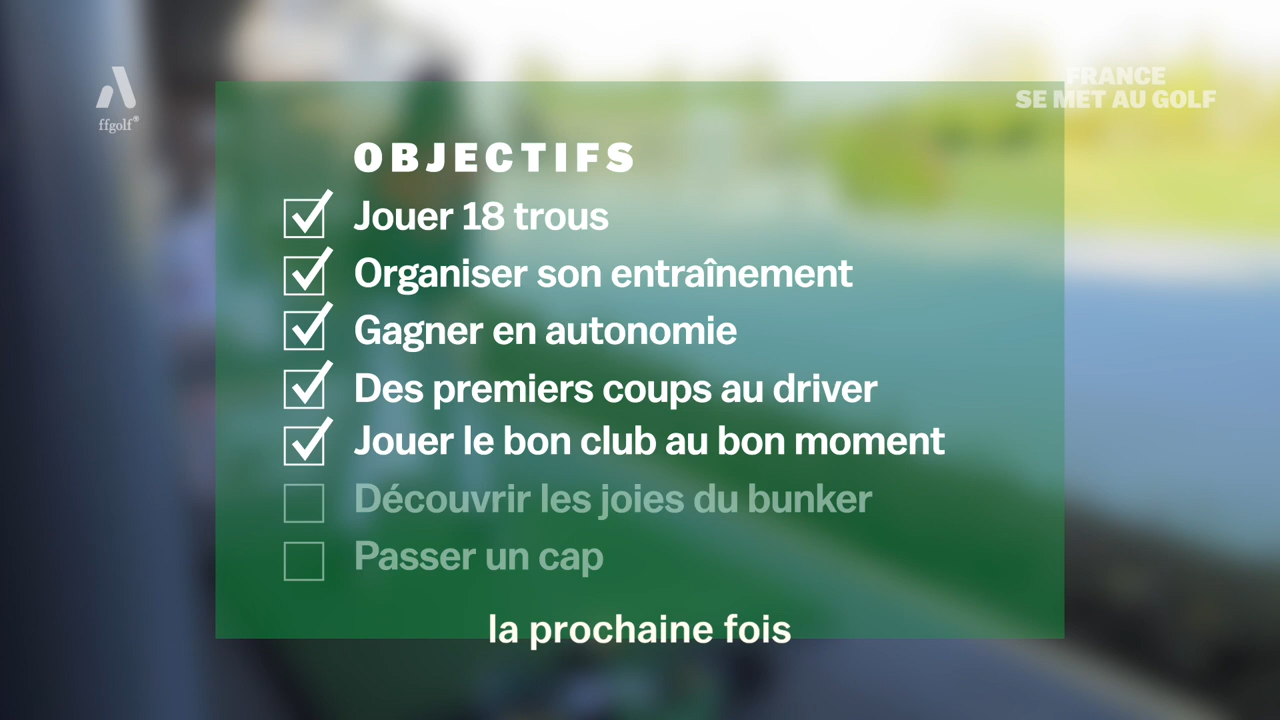 ffgolf®
FRANCE
SE MET AU GOLF
OBJECTIFS
Jouer 18 trous
Organiser son entraînement
Gagner en autonomie
Des premiers coups au driver
Jouer le bon club au bon moment
Découvrir les joies du bunker
Passer un cap
la prochaine fois